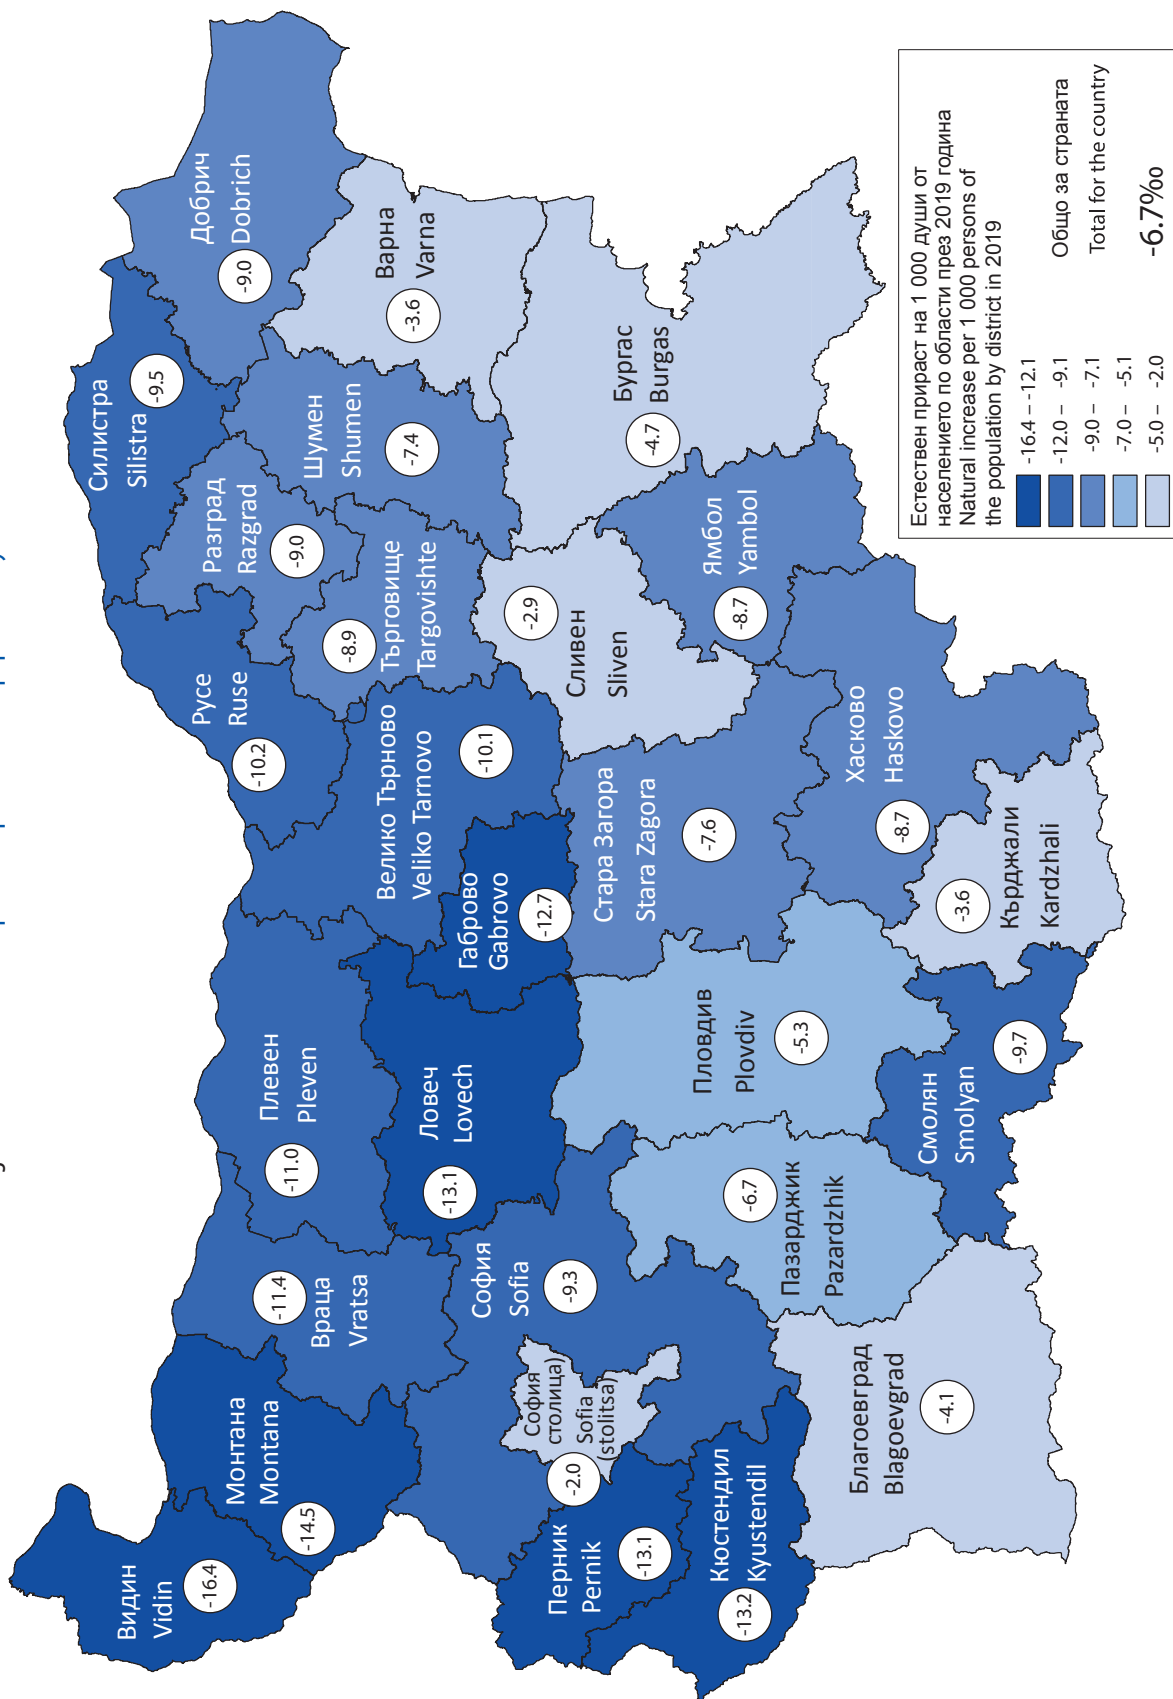 Видин
Vidin
-16.4
Монтана
Montana
-14.5
Враца
Vratsa
-11.4
Плевен
Pleven
-11.0
Ловеч
Lovech
-13.1
Велико Търново
Veliko Tarnovo
-10.1
Габрово
Gabrovo
-12.7
Русе
Ruse
-10.2
Разград
Razgrad
-9.0
Силистра
Silistra
-9.5
Добрич
Dobrich
-9.0
Варна
Varna
-3.6
Шумен
Shumen
-7.4
Търговище
Targovishte
-8.9
София
Sofia
-9.3
София
столица)
Sofia
(stolitsa)
-2.0
Перник
Pernik
-13.1
Кюстендил
Kyustendil
-13.2
Благоевград
Blagoevgrad
-4.1
Пазарджик
Pazardzhik
-6.7
Пловдив
Plovdiv
-5.3
Смолян
Smolyan
-9.7
Стара Загора
Stara Zagora
-7.6
Сливен
Sliven
-2.9
Бургас
Burgas
-4.7
Ямбол
Yambol
-8.7
Хасково
Haskovo
-8.7
Кърджали
Kardzhali
-3.6
Естествен прираст на 1 000 души от
населението по области през 2019 година
Natural increase per 1 000 persons of
the population by district in 2019
-16.4 – -12.1
-12.0 – -9.1
-9.0 – -7.1
-7.0 – -5.1
-5.0 – -2.0
Общо за страната
Total for the country
-6.7‰